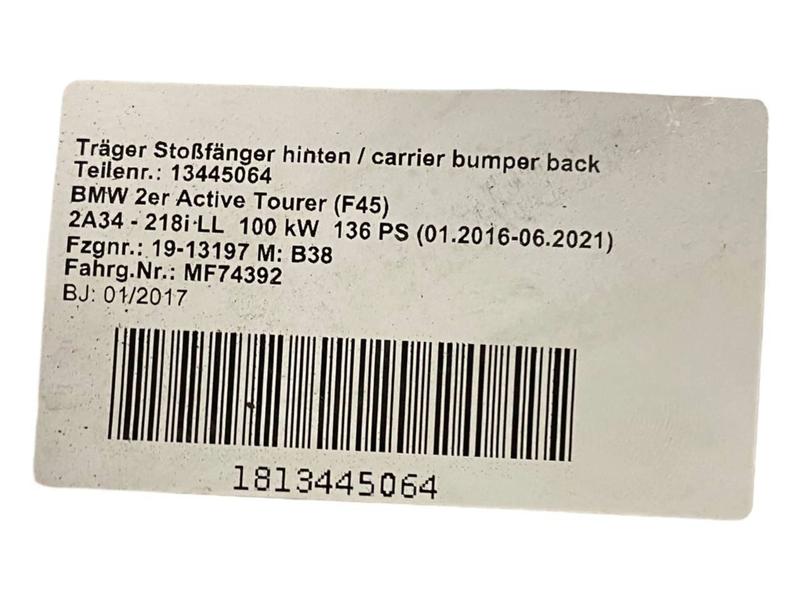 Träger Stoßfänger hinten / carrier bumper back
Teilenr.: 13445064
BMW 2er Active Tourer (F45)
2A34 - 218i LL 100 kW 136 PS (01.2016-06.2021)
Fzgnr.: 19-13197 M: B38
Fahrg.Nr.: MF74392
BJ: 01/2017
1813445064